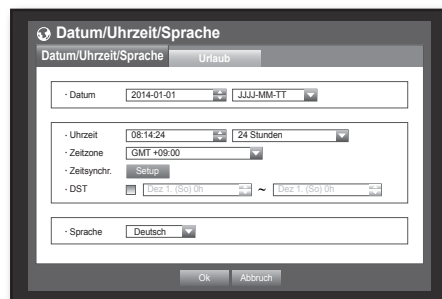 Datum/Uhrzeit/Sprache
Datum/Uhrzeit/Sprache Urlaub
· Datum 2014-01-01 JJJJ-MM-TT
· Uhrzeit 08:14:24 24 Stunden
· Zeitzone GMT +09:00
· Zeitsynchr. Setup
· DST Dez 1. (So) 0h ~ Dez 1. (So) 0h
· Sprache Deutsch
Ok Abbruch